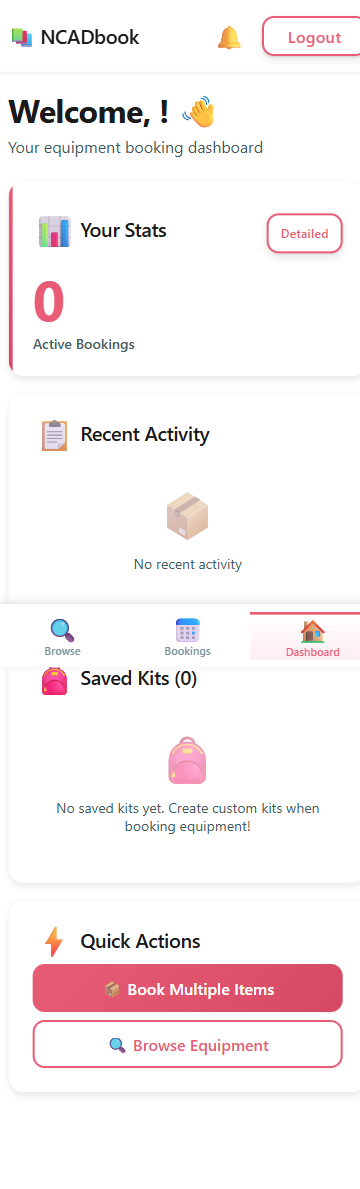 NCADbook
Logout
Welcome, !
Your equipment booking dashboard
Your Stats
Detailed
0
Active Bookings
Recent Activity
No recent activity
Browse
Bookings
Dashboard
Saved Kits (0)
No saved kits yet. Create custom kits when
booking equipment!
Quick Actions
Book Multiple Items
Browse Equipment